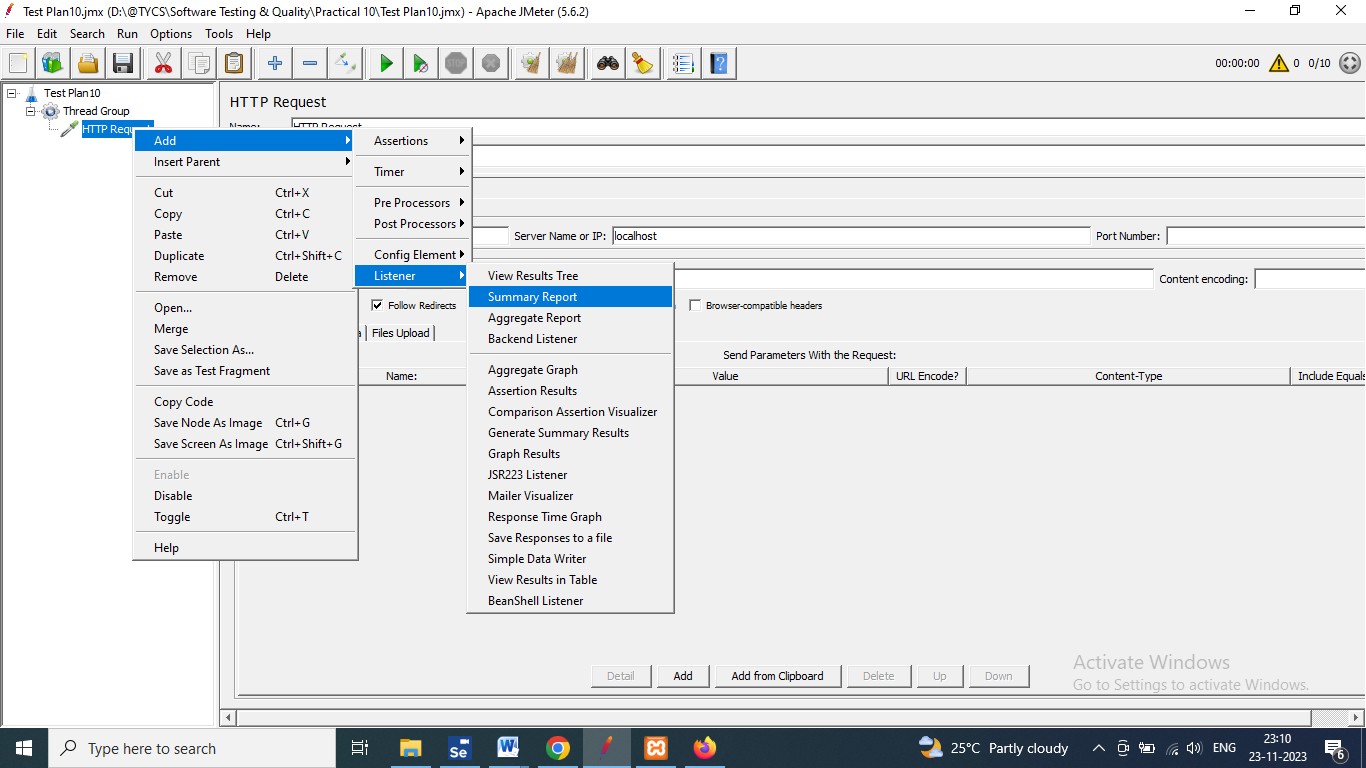 Test Plan10.jmx (D:\@TYCS\Software Testing & Quality\Practical 10\Test Plan10.jmx) - Apache JMeter (5.6.2)
File Edit Search Run Options Tools Help
STOP
00:00:00 0 0/10
Test Plan10
Thread Group
HTTP Requ
HTTP Request
Name: HTTP Request
Add
Insert Parent
Cut Ctrl+X
Copy Ctrl+C
Paste Ctrl+V
Duplicate Ctrl+Shift+C
Remove Delete
Open...
Merge
Save Selection As...
Save as Test Fragment
Copy Code
Save Node As Image Ctrl+G
Save Screen As Image Ctrl+Shift+G
Enable
Disable
Toggle Ctrl+T
Help
Assertions
Timer
Pre Processors
Post Processors
Config Element
Listener
View Results Tree
Summary Report
Aggregate Report
Backend Listener
Aggregate Graph
Assertion Results
Comparison Assertion Visualizer
Generate Summary Results
Graph Results
JSR223 Listener
Mailer Visualizer
Response Time Graph
Save Responses to a file
Simple Data Writer
View Results in Table
BeanShell Listener
Server Name or IP: localhost Port Number:
Content encoding:
Follow Redirects Browser-compatible headers
a Files Upload
Send Parameters With the Request:
Name: Value URL Encode? Content-Type Include Equals
Detail Add Add from Clipboard Delete Up Down
Activate Windows
Go to Settings to activate Windows.
Type here to search
Se
W
25°C Partly cloudy
ENG
23:10
23-11-2023
6